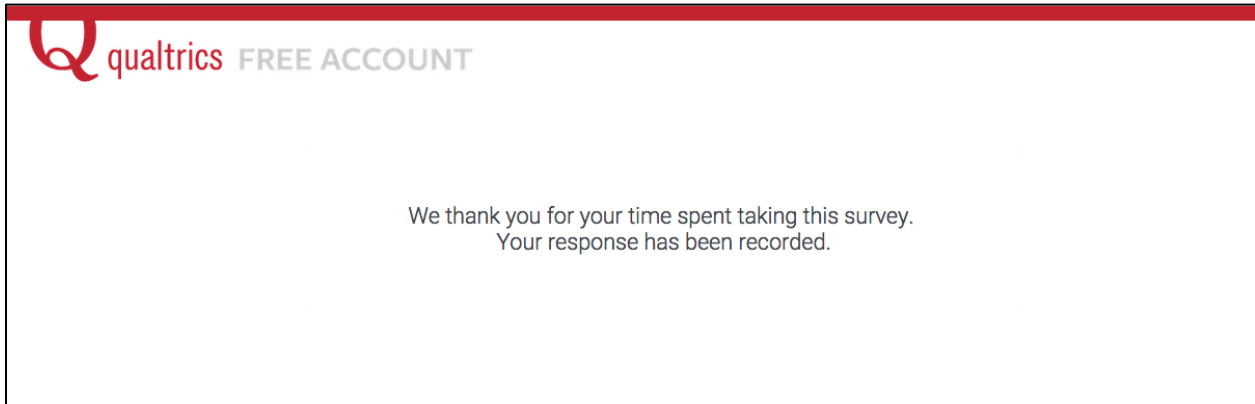 qualtrics FREE ACCOUNT
We thank you for your time spent taking this survey.
Your response has been recorded.